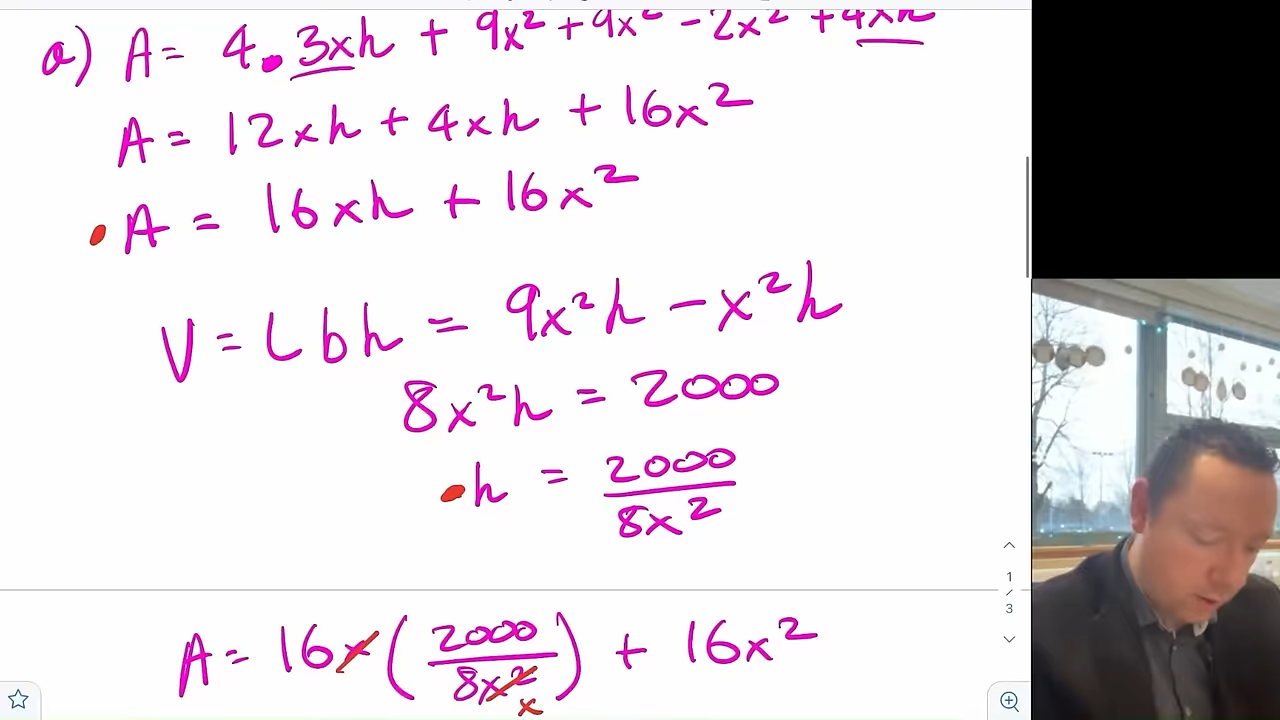 a) A = 4.3xh + 9x² + 9x² - 2x² + 4xh
A = 12xh + 4xh + 16x²
A = 16xh + 16x²
V = Lbh = 9x²h - x²h
8x²h = 2000
h = 2000/8x²
1
/
3
A = 16x(2000/8x²) + 16x²
x